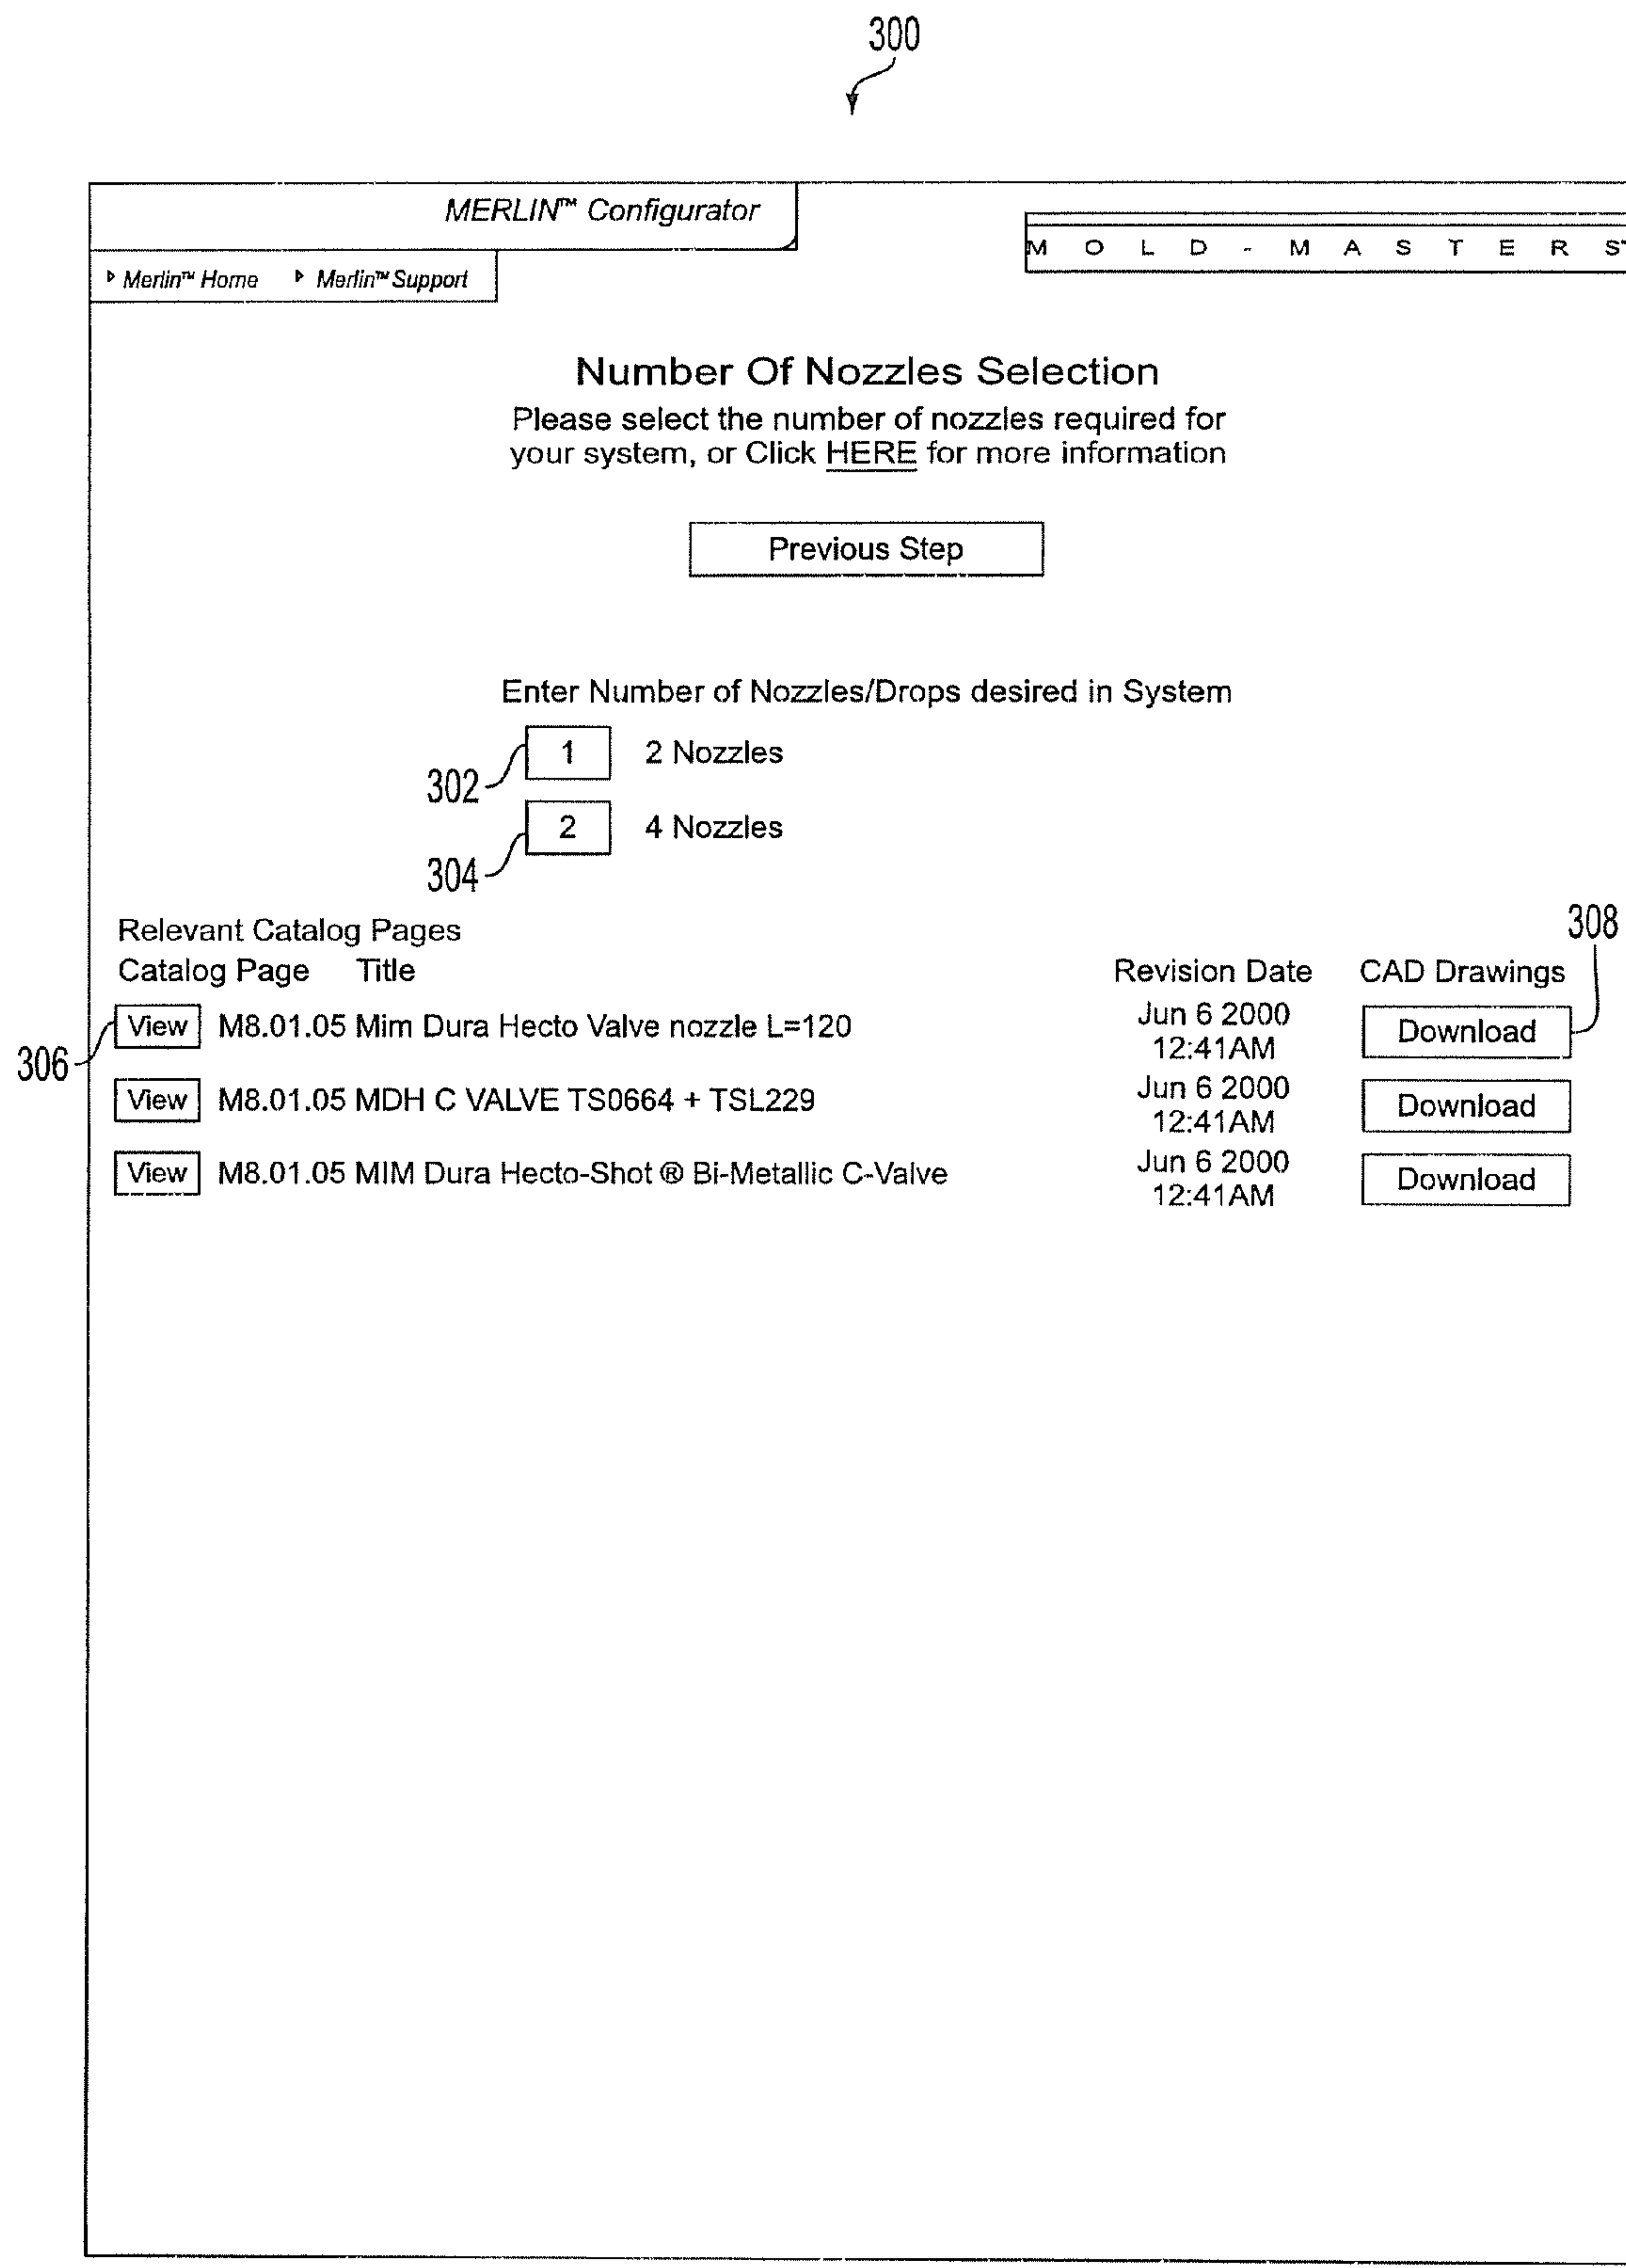 300
MERLIN™ Configurator
MOLD-MASTERS™
Merlin™ Home Merlin™ Support
Number Of Nozzles Selection
Please select the number of nozzles required for
your system, or Click HERE for more information
Previous Step
Enter Number of Nozzles/Drops desired in System
1 2 Nozzles
302
2 4 Nozzles
304
Relevant Catalog Pages
308
Catalog Page Title Revision Date CAD Drawings
View M8.01.05 Mim Dura Hecto Valve nozzle L=120 Jun 6 2000 Download
12:41AM
306
View M8.01.05 MDH C VALVE TS0664 + TSL229 Jun 6 2000 Download
12:41AM
View M8.01.05 MIM Dura Hecto-Shot ® Bi-Metallic C-Valve Jun 6 2000 Download
12:41AM